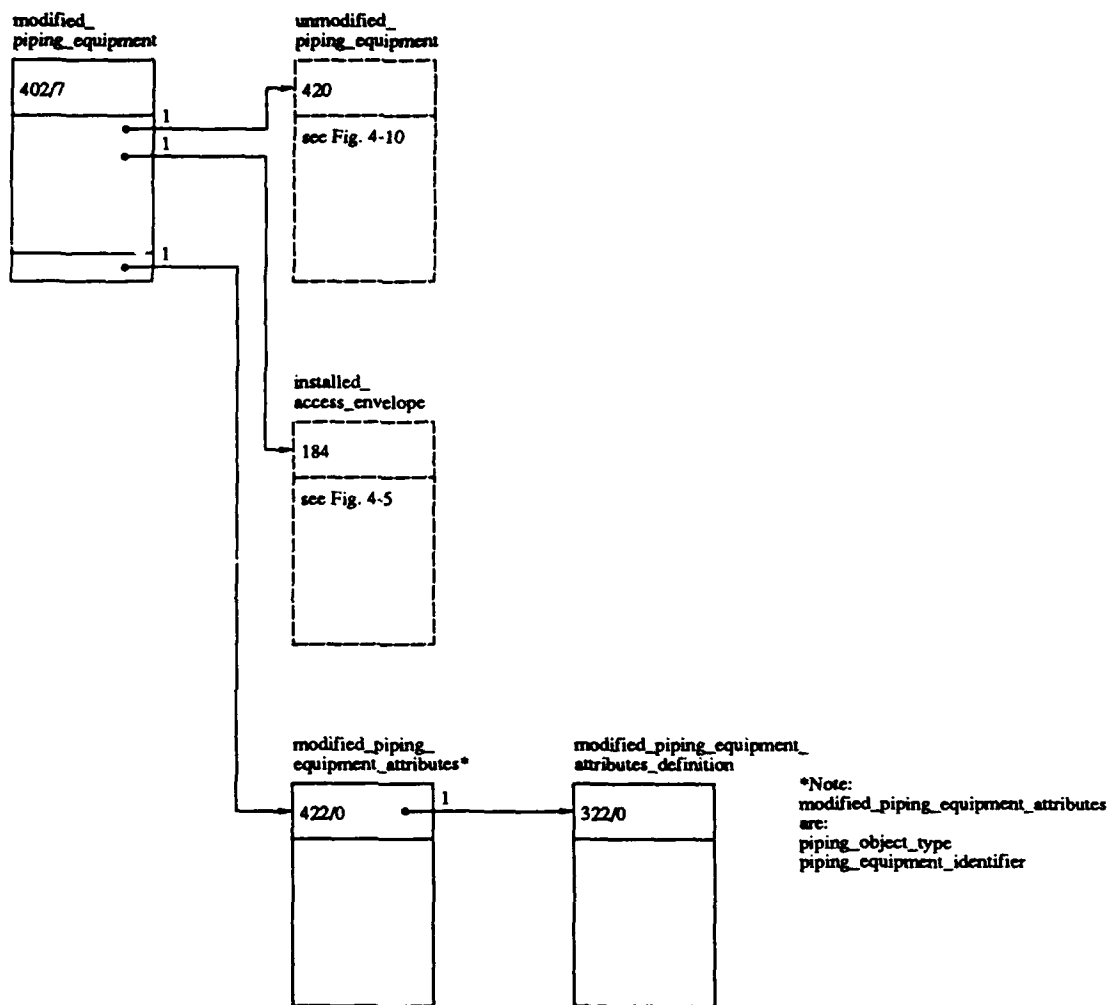 modified_
piping_equipment
402/7
1
1
1
unmodified_
piping_equipment
420
see Fig. 4-10
installed_
access_envelope
184
see Fig. 4-5
modified_piping_
equipment_attributes*
422/0
1
modified_piping_equipment_
attributes_definition
322/0
*Note:
modified_piping_equipment_attributes
are:
piping_object_type
piping_equipment_identifier